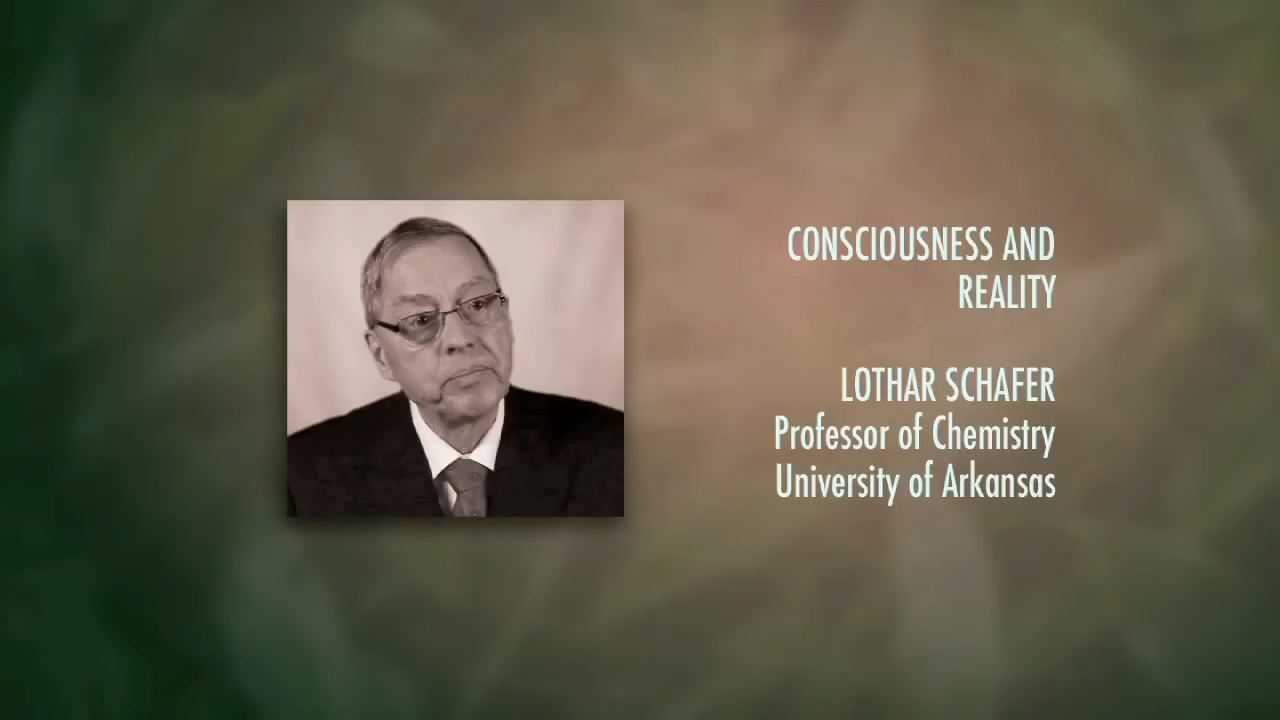 CONSCIOUSNESS AND
REALITY
LOTHAR SCHAFER
Professor of Chemistry
University of Arkansas